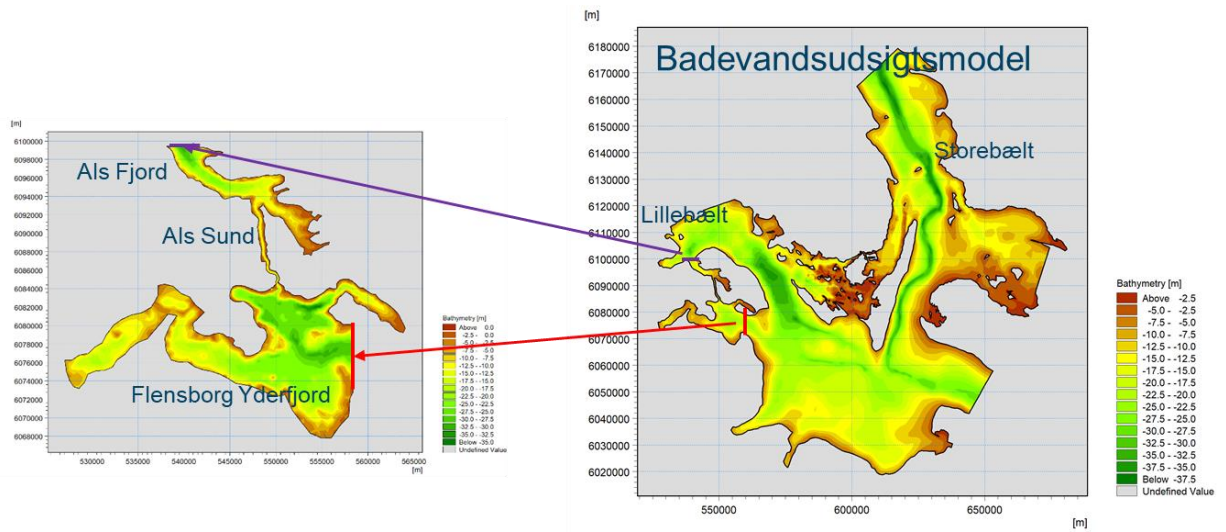 [m]
6100000
6098000
6096000
6094000
6092000
6090000
6088000
6086000
6084000
6082000
6080000
6078000
6076000
6074000
6072000
6070000
6068000
530000 540000 545000 550000 555000 560000 565000
[m]
Als Fjord
Als Sund
Flensborg Yderfjord
Bathymetry [m]
Above 0.0
-2.5 - 0.0
-5.0 - -2.5
-7.5 - -5.0
-10.0 - -7.5
-12.5 - -10.0
-15.0 - -12.5
-17.5 - -15.0
-20.0 - -17.5
-22.5 - -20.0
-25.0 - -22.5
-27.5 - -25.0
-30.0 - -27.5
-32.5 - -30.0
-35.0 - -32.5
Below -35.0
Undefined Value
[m]
Badevandsudsigtsmodel
6180000
6170000
6160000
6150000
6140000
6130000
6120000
6110000
6100000
6090000
6080000
6070000
6060000
6050000
6040000
6030000
6020000
550000 600000 650000
[m]
Storebælt
Lillebælt
Bathymetry [m]
Above -2.5
-5.0 - -2.5
-7.5 - -5.0
-10.0 - -7.5
-12.5 - -10.0
-15.0 - -12.5
-17.5 - -15.0
-20.0 - -17.5
-22.5 - -20.0
-25.0 - -22.5
-27.5 - -25.0
-30.0 - -27.5
-32.5 - -30.0
-35.0 - -32.5
-37.5 - -35.0
Below -37.5
Undefined Value